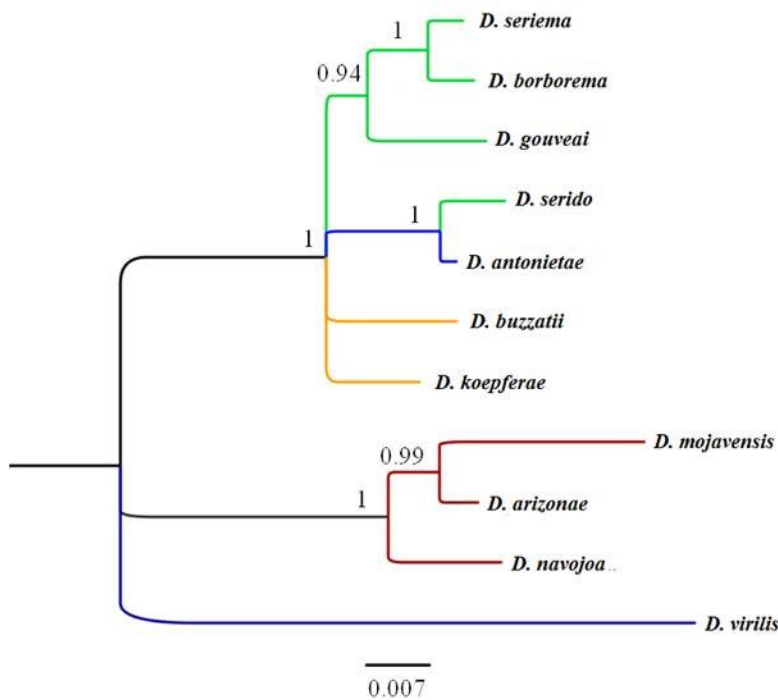 1
D. seriema
0.94
D. borborema
D. gouveai
D. serido
1
1
D. antonietae
D. buzzatii
D. koepferae
D. mojavensis
0.99
1
D. arizonae
D. navojoa ..
D. virilis
0.007